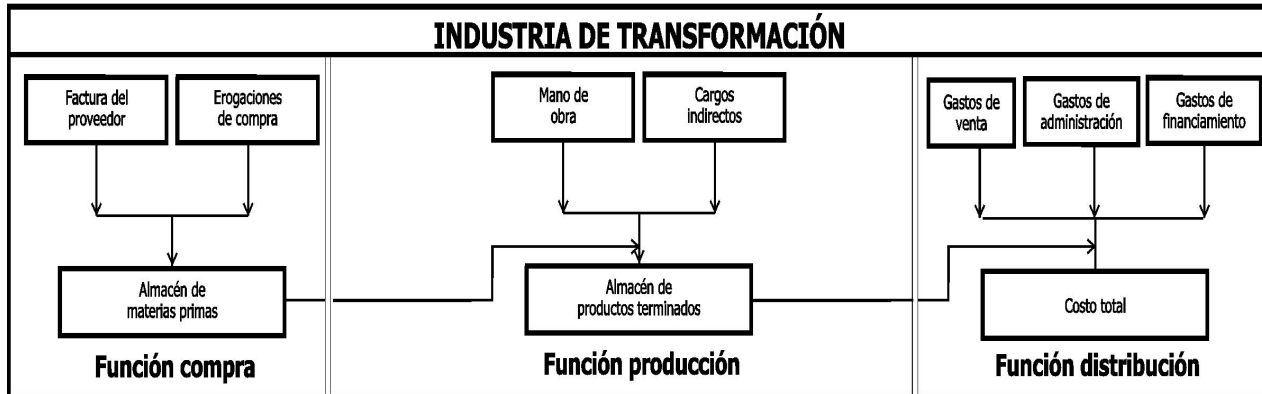 INDUSTRIA DE TRANSFORMACIÓN
Factura del
proveedor
Erogaciones
de compra
Almacén de
materias primas
Función compra
Mano de
obra
Cargos
indirectos
Almacén de
productos terminados
Función producción
Gastos de
venta
Gastos de
administración
Gastos de
financiamiento
Costo total
Función distribución